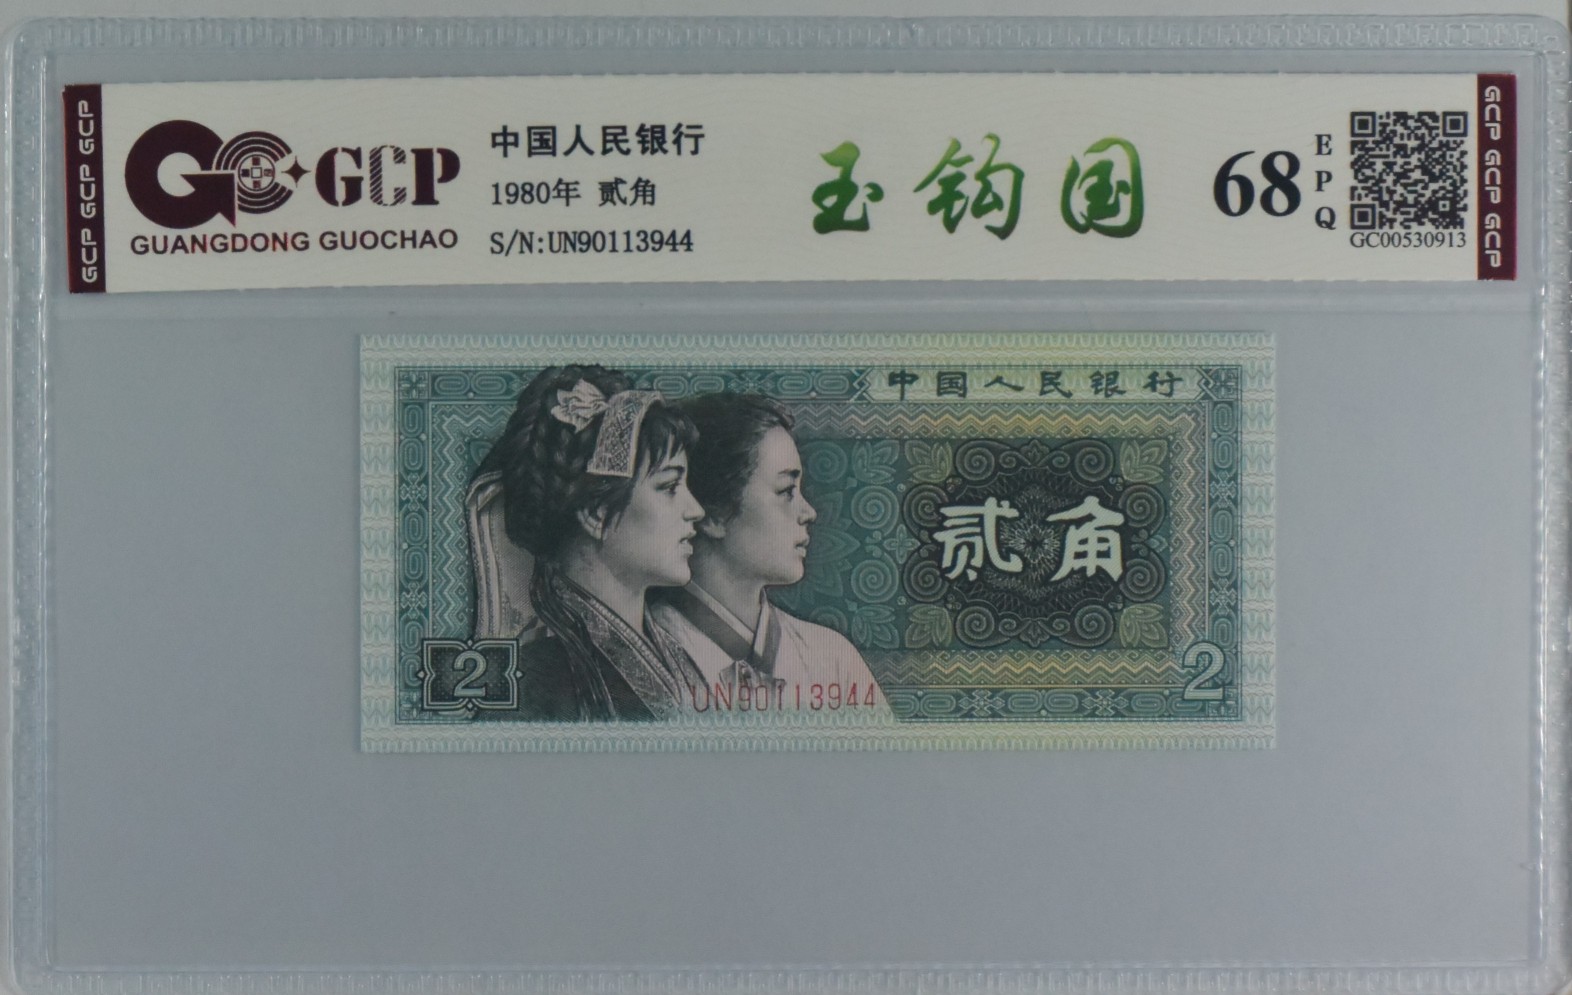 GCP GCP GCP
GCP
GUANGDONG GUOCHAO
中国人民银行
1980年 贰角
S/N:UN90113944
玉钩国
68
EPQ
GC00530913
GCP GCP GCP
中国人民银行
贰角
2
2
UN90113944